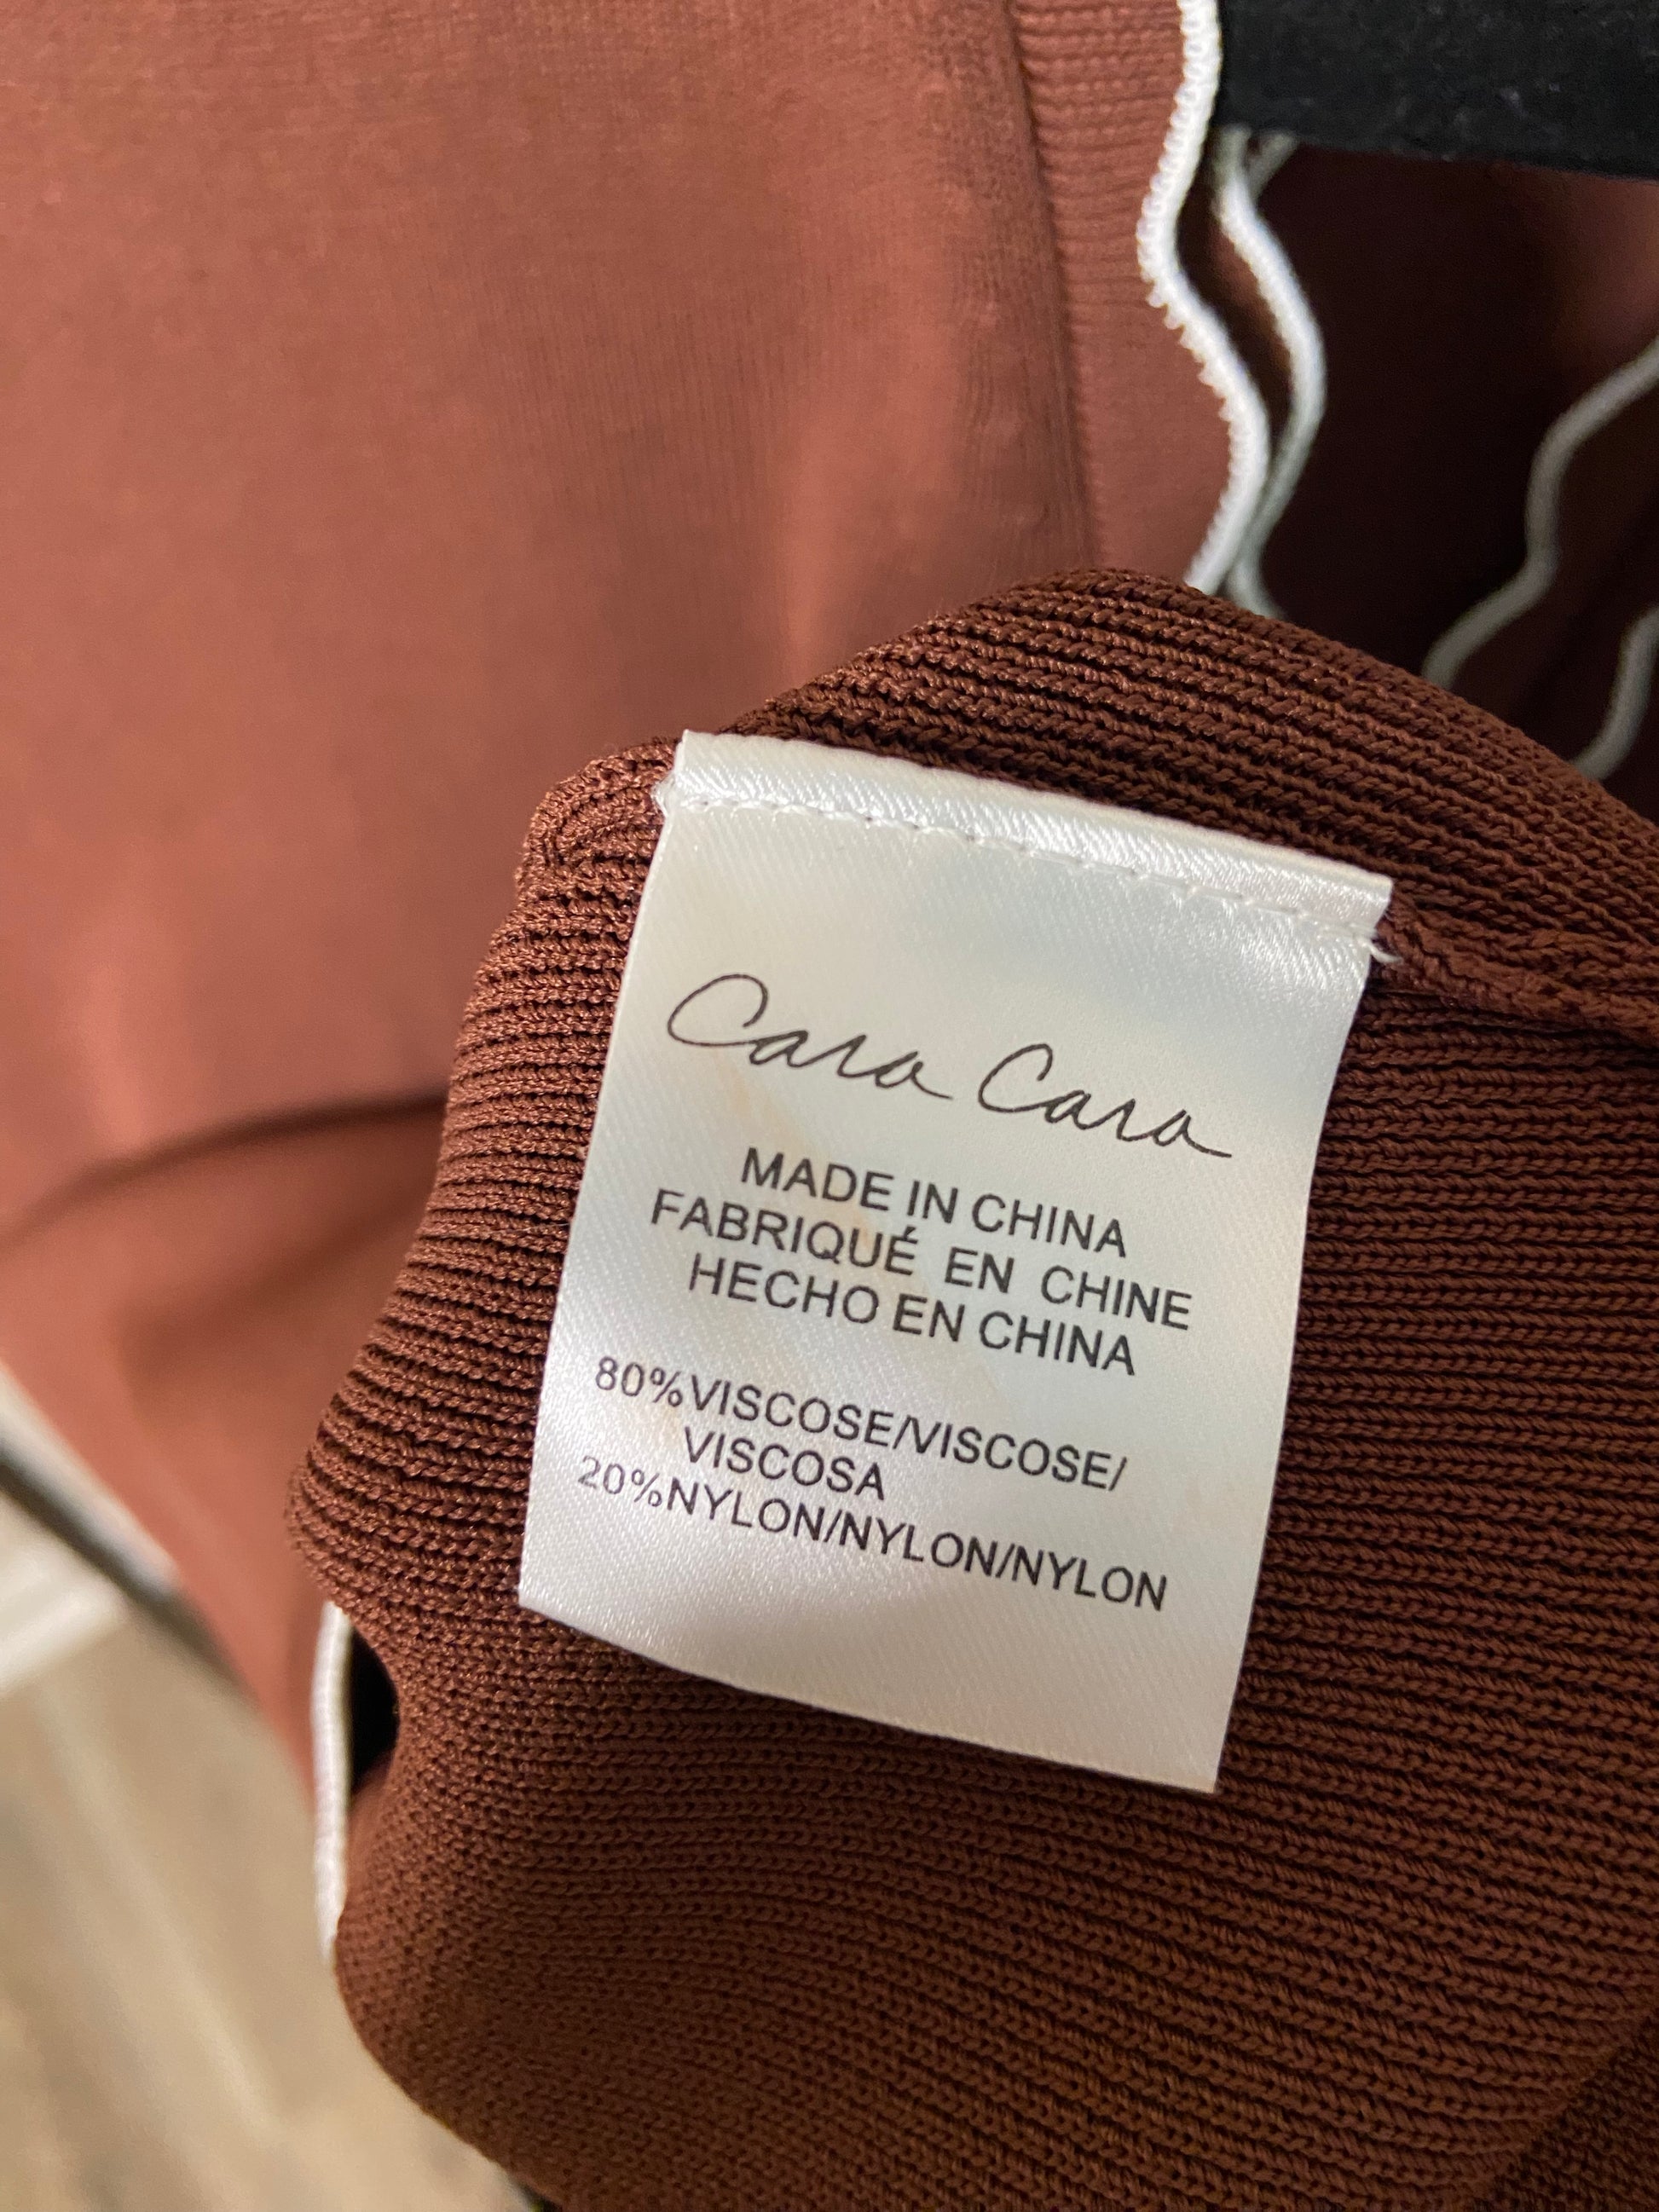 Cara Cara
MADE IN CHINA
FABRIQUÉ EN CHINE
HECHO EN CHINA
80%VISCOSE/VISCOSE/
VISCOSA
20%NYLON/NYLON/NYLON